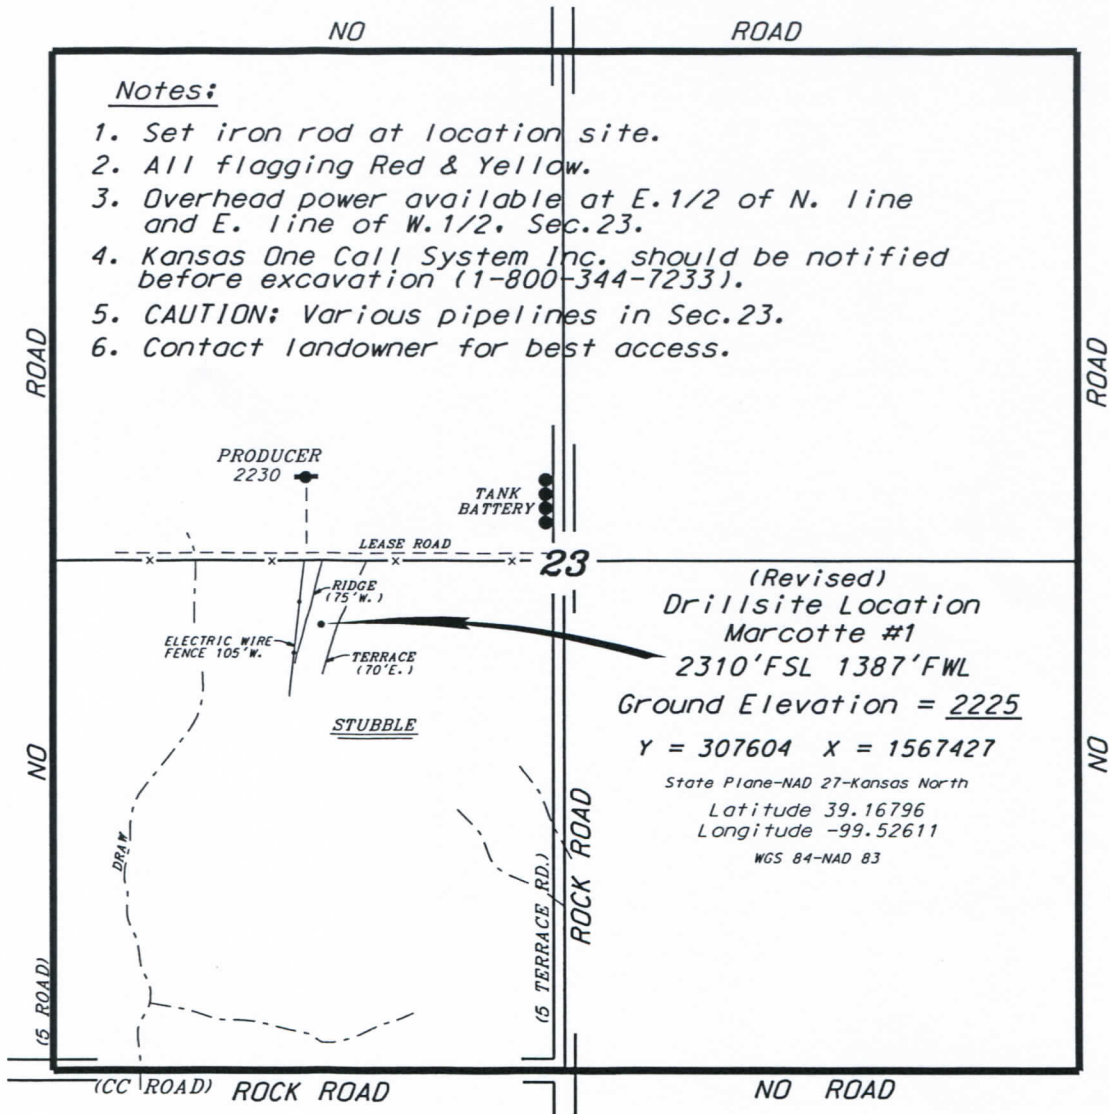 NO
ROAD
Notes:
1. Set iron rod at location site.
2. All flagging Red & Yellow.
3. Overhead power available at E.1/2 of N. line
and E. line of W.1/2. Sec.23.
4. Kansas One Call System Inc. should be notified
before excavation (1-800-344-7233).
5. CAUTION: Various pipelines in Sec.23.
6. Contact landowner for best access.
ROAD
ROAD
PRODUCER
2230
TANK
BATTERY
LEASE ROAD
23
RIDGE
(75'W.)
ELECTRIC WIRE
FENCE 105'W.
TERRACE
(70'E.)
STUBBLE
(Revised)
Drillsite Location
Marcotte #1
2310'FSL 1387'FWL
Ground Elevation = 2225
Y = 307604 X = 1567427
State Plane-NAD 27-Kansas North
Latitude 39.16796
Longitude -99.52611
WGS 84-NAD 83
NO
NO
DRAW
ROCK ROAD
(5 TERRACE RD.)
(5 ROAD)
(CC ROAD)
ROCK ROAD
NO ROAD